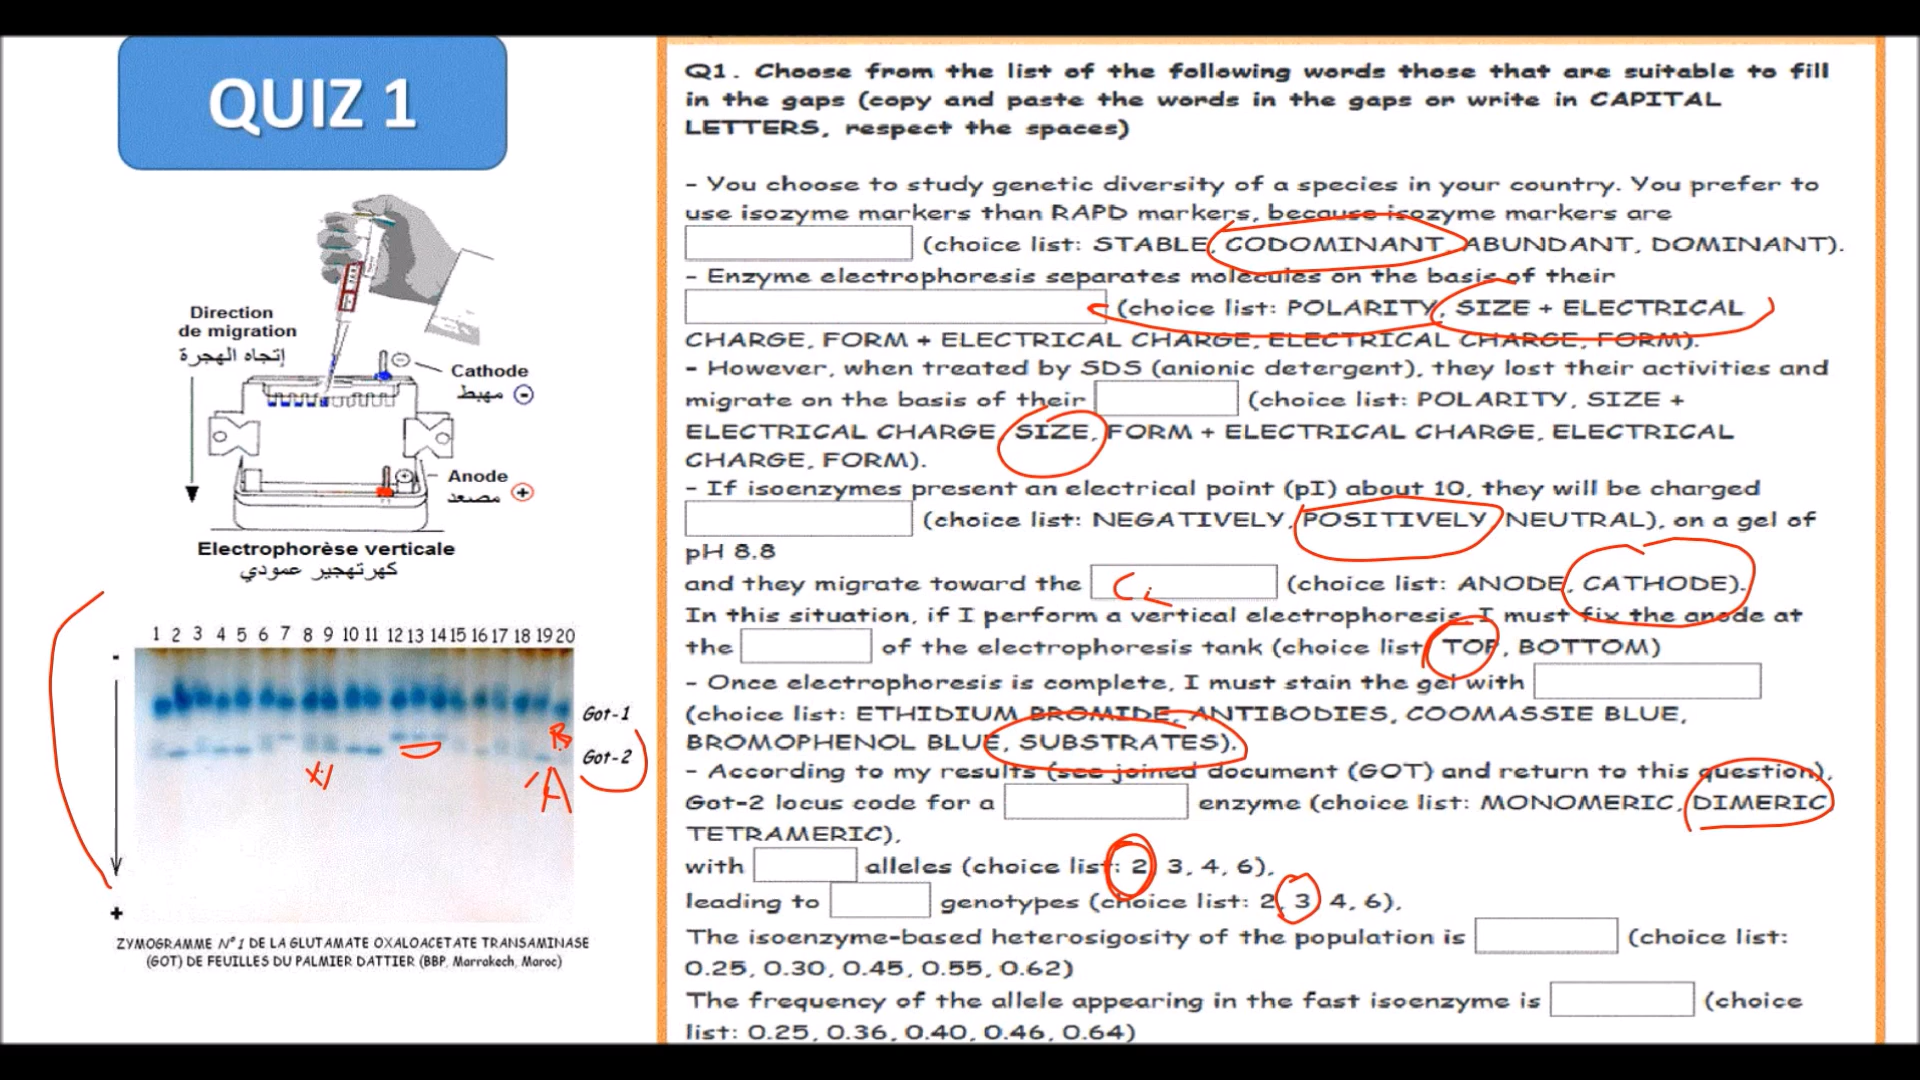 QUIZ 1
Direction
de migration
إتجاه الهجرة
Cathode
مهبط
Anode
مصعد
Electrophorèse verticale
كهرتهجير عمودي
1 2 3 4 5 6 7 8 9 10 11 12 13 14 15 16 17 18 19 20
-
Got-1
B
Got-2
A
+
ZYMOGRAMME N°1 DE LA GLUTAMATE OXALOACETATE TRANSAMINASE
(GOT) DE FEUILLES DU PALMIER DATTIER (BBP, Marrakech, Maroc)
Q1. Choose from the list of the following words those that are suitable to fill
in the gaps (copy and paste the words in the gaps or write in CAPITAL
LETTERS, respect the spaces)
- You choose to study genetic diversity of a species in your country. You prefer to
use isozyme markers than RAPD markers, because isozyme markers are
(choice list: STABLE, CODOMINANT, ABUNDANT, DOMINANT).
- Enzyme electrophoresis separates molecules on the basis of their
(choice list: POLARITY, SIZE + ELECTRICAL
CHARGE, FORM + ELECTRICAL CHARGE, ELECTRICAL CHARGE, FORM).
- However, when treated by SDS (anionic detergent), they lost their activities and
migrate on the basis of their (choice list: POLARITY, SIZE +
ELECTRICAL CHARGE, SIZE, FORM + ELECTRICAL CHARGE, ELECTRICAL
CHARGE, FORM).
- If isoenzymes present an electrical point (pI) about 10, they will be charged
(choice list: NEGATIVELY, POSITIVELY NEUTRAL), on a gel of
pH 8.8
and they migrate toward the (choice list: ANODE, CATHODE).
In this situation, if I perform a vertical electrophoresis, I must fix the anode at
the of the electrophoresis tank (choice list TOP, BOTTOM)
- Once electrophoresis is complete, I must stain the gel with
(choice list: ETHIDIUM BROMIDE, ANTIBODIES, COOMASSIE BLUE,
BROMOPHENOL BLUE, SUBSTRATES).
- According to my results (see joined document (GOT) and return to this question),
Got-2 locus code for a enzyme (choice list: MONOMERIC, DIMERIC
TETRAMERIC),
with alleles (choice list: 2, 3, 4, 6),
leading to genotypes (choice list: 2, 3, 4, 6),
The isoenzyme-based heterosigosity of the population is (choice list:
0.25, 0.30, 0.45, 0.55, 0.62)
The frequency of the allele appearing in the fast isoenzyme is (choice
list: 0.25, 0.36, 0.40, 0.46, 0.64)